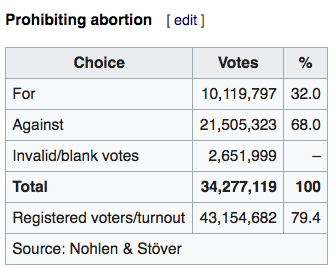 Prohibiting abortion [ edit ]
Choice Votes %
For 10,119,797 32.0
Against 21,505,323 68.0
Invalid/blank votes 2,651,999 –
Total 34,277,119 100
Registered voters/turnout 43,154,682 79.4
Source: Nohlen & Stöver